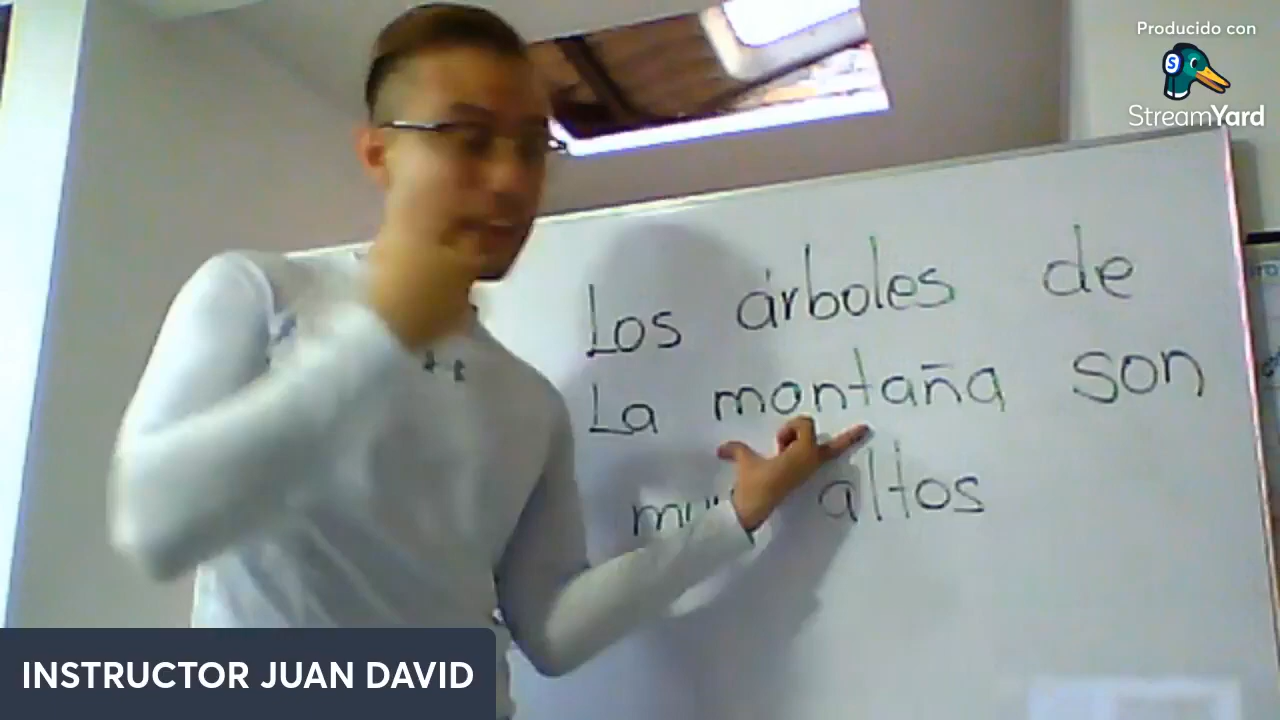 Producido con
StreamYard
Los árboles de
La montaña son
altos
INSTRUCTOR JUAN DAVID